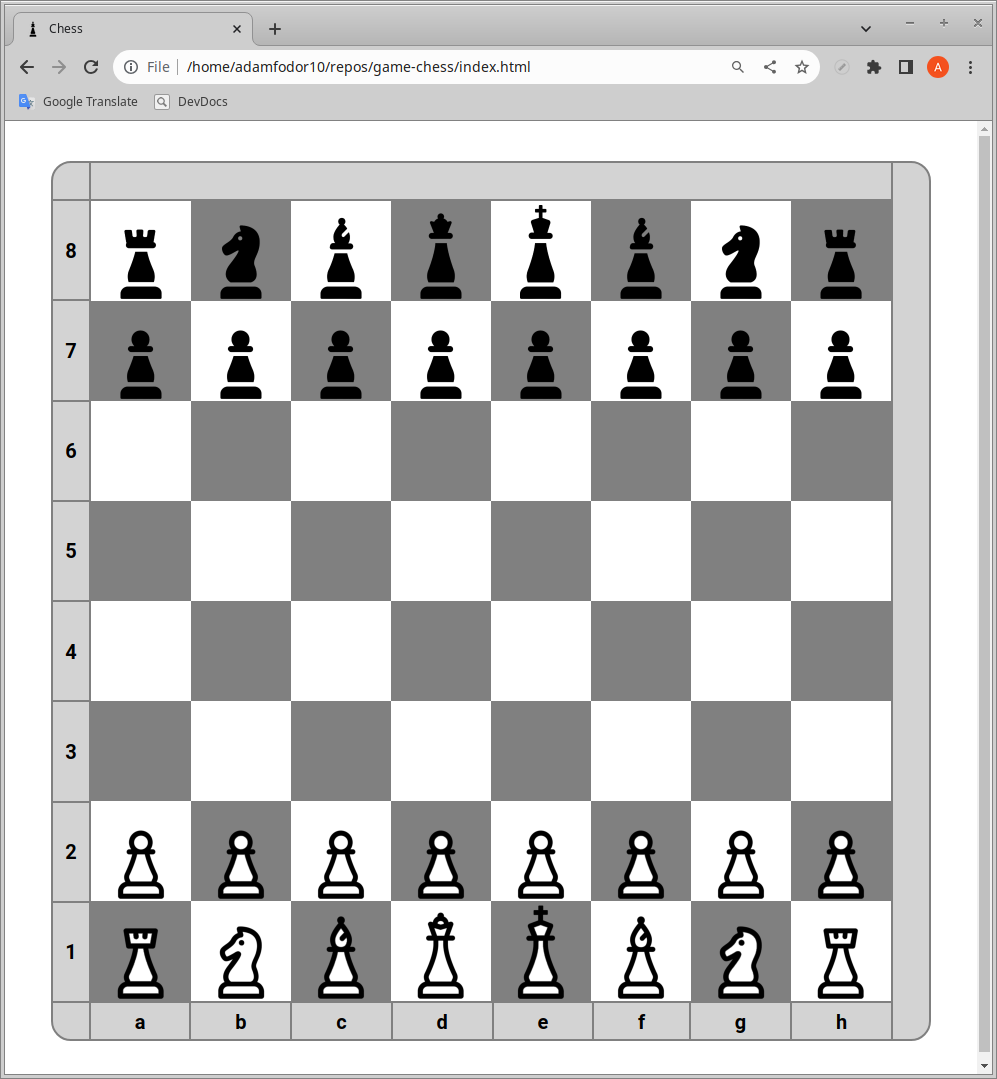 Chess
File /home/adamfodor10/repos/game-chess/index.html A
Google Translate DevDocs
8
7
6
5
4
3
2
1
a b c d e f g h